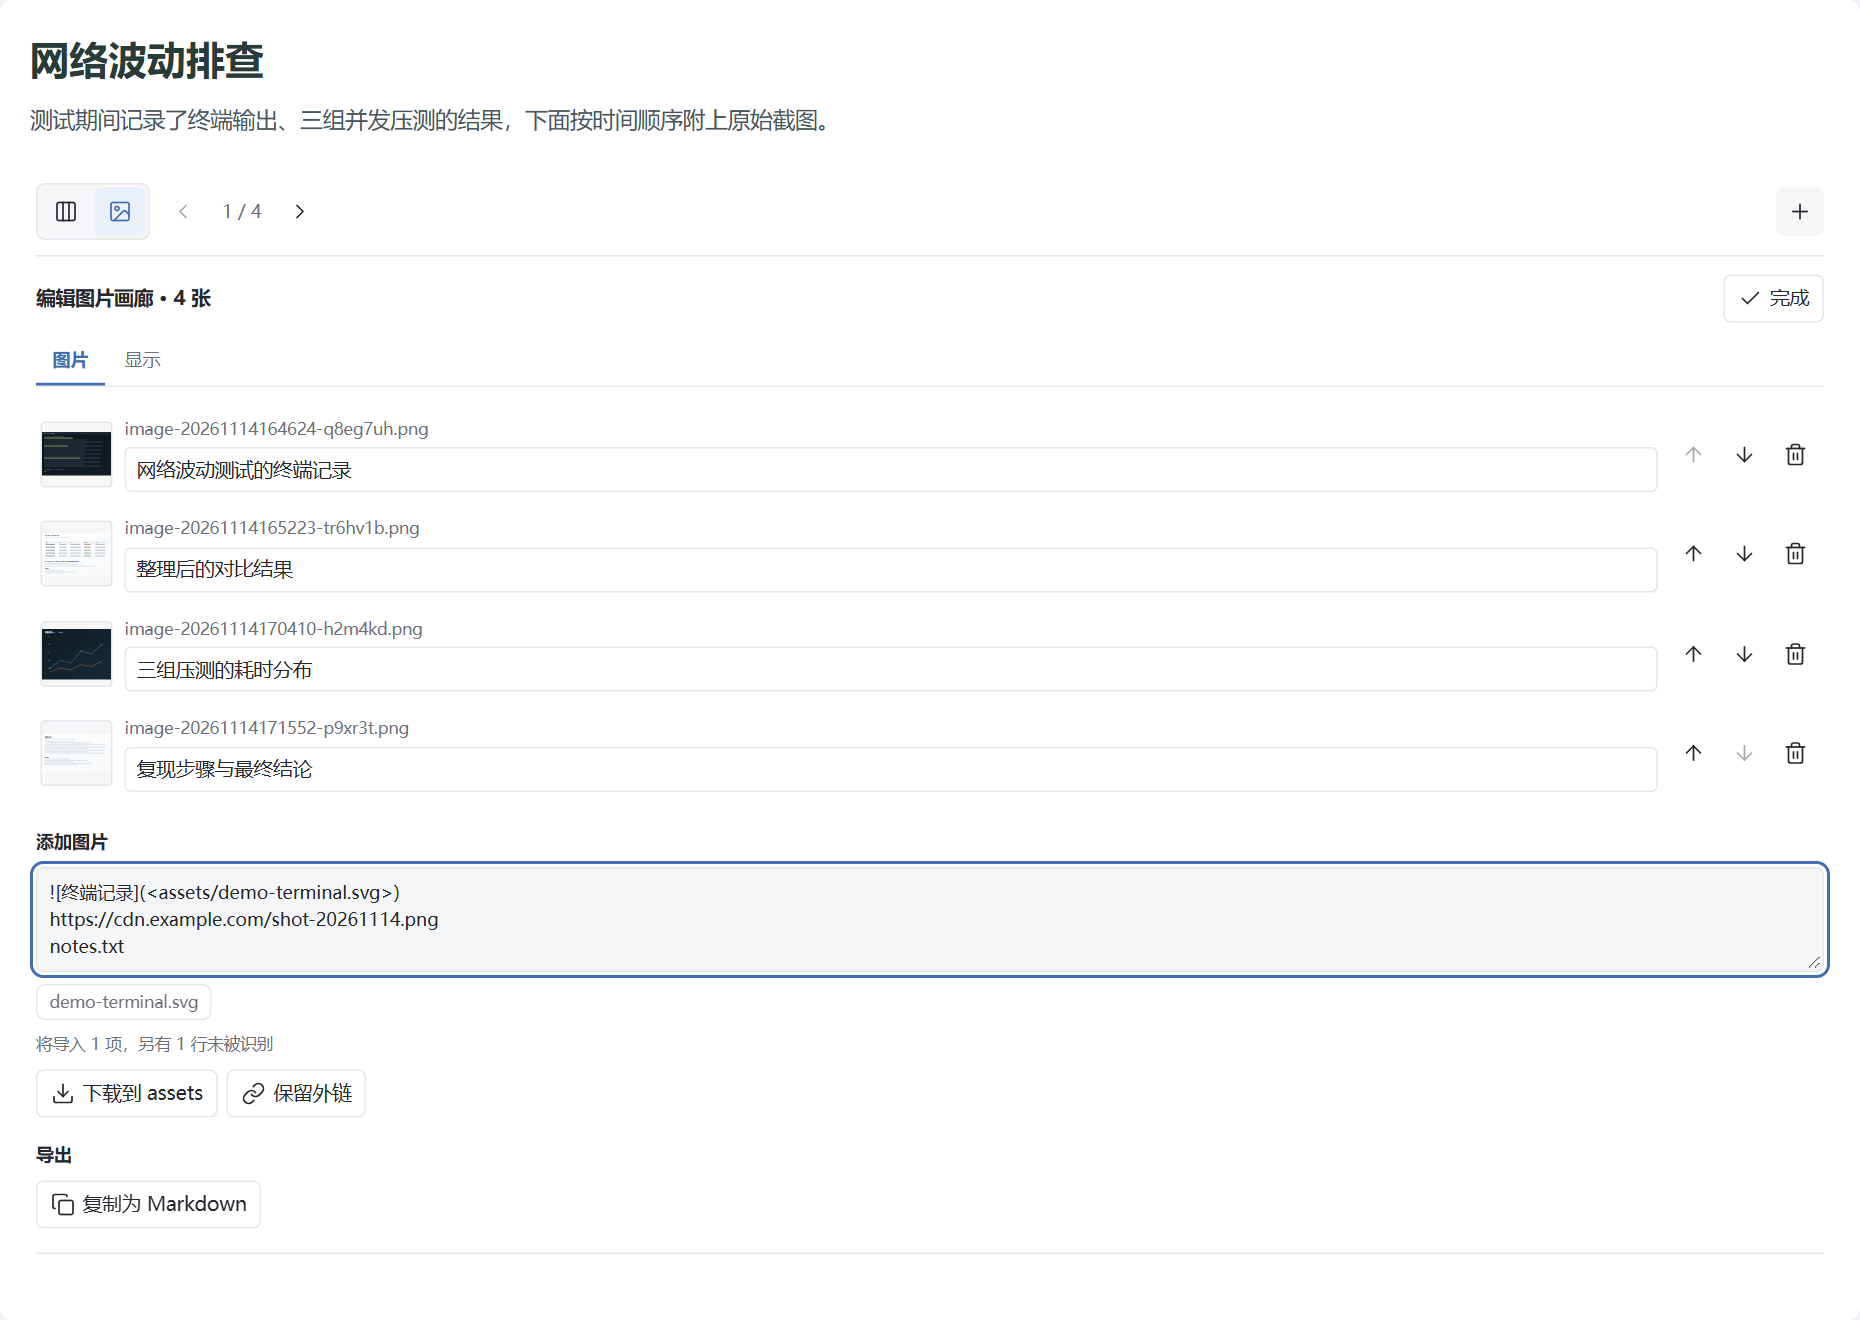 网络波动排查
测试期间记录了终端输出、三组并发压测的结果，下面按时间顺序附上原始截图。
1 / 4
编辑图片画廊 • 4 张
完成
图片
显示
image-20261114164624-q8eg7uh.png
网络波动测试的终端记录
image-20261114165223-tr6hv1b.png
整理后的对比结果
image-20261114170410-h2m4kd.png
三组压测的耗时分布
image-20261114171552-p9xr3t.png
复现步骤与最终结论
添加图片
![终端记录](<assets/demo-terminal.svg>)
https://cdn.example.com/shot-20261114.png
notes.txt
demo-terminal.svg
将导入 1 项，另有 1 行未被识别
下载到 assets
保留外链
导出
复制为 Markdown